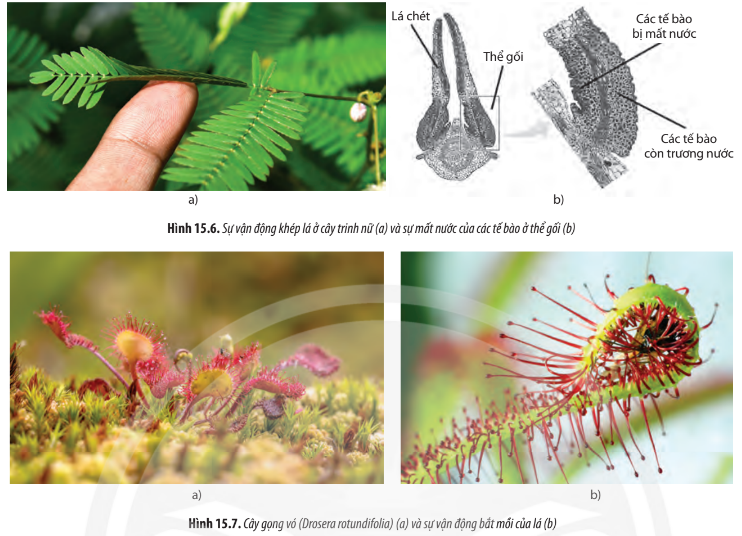 Lá chét
Thể gối
Các tế bào
bị mất nước
Các tế bào
còn trương nước
a)
b)
Hình 15.6. Sự vận động khép lá ở cây trinh nữ (a) và sự mất nước của các tế bào ở thể gối (b)
a)
b)
Hình 15.7. Cây gọng vó (Drosera rotundifolia) (a) và sự vận động bắt mồi của lá (b)